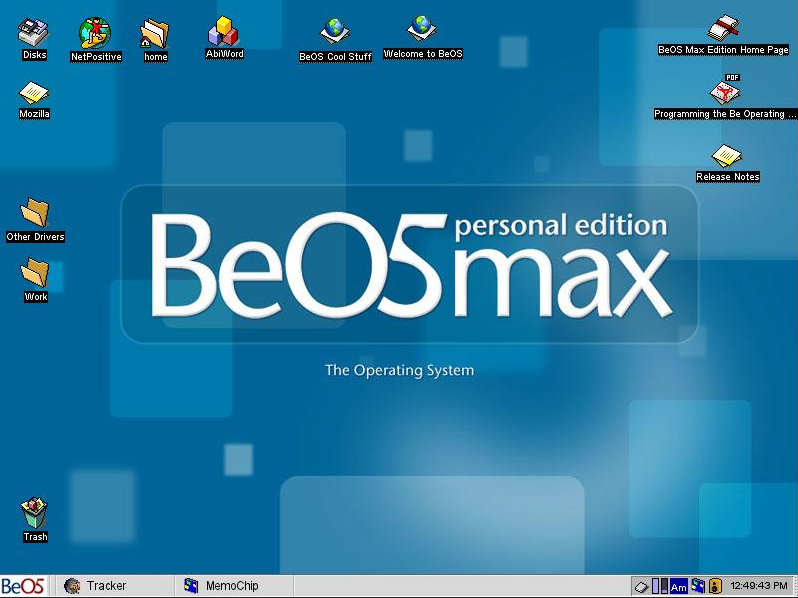 Disks
NetPositive
home
AbiWord
BeOS Cool Stuff
Welcome to BeOS
BeOS Max Edition Home Page
Mozilla
PDF
Programming the Be Operating ...
Release Notes
Other Drivers
Work
BeO5 personal edition
max
The Operating System
Trash
BeO5
Tracker
MemoChip
Am
12:49:43 PM